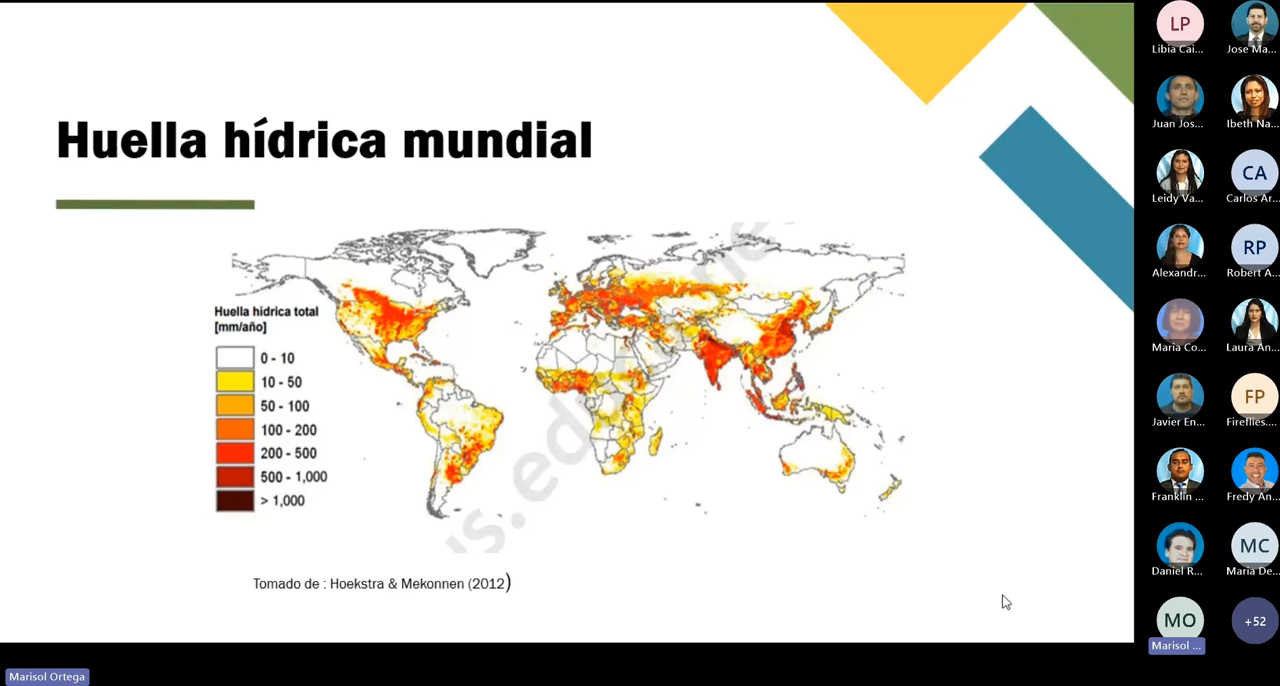 Huella hídrica mundial
Huella hídrica total
[mm/año]
0 - 10
10 - 50
50 - 100
100 - 200
200 - 500
500 - 1,000
> 1,000
us.edu
ne
Tomado de : Hoekstra & Mekonnen (2012)
LP
Libia Cai...
Jose Ma...
Juan Jos...
Ibeth Na...
Leidy Va...
CA
Carlos Ar...
Alexandr...
RP
Robert A...
Maria Co...
Laura An...
Javier En...
FP
Fireflies....
Franklin ...
Fredy An...
Daniel R...
MC
Maria De...
MO
Marisol ...
+52
Marisol Ortega